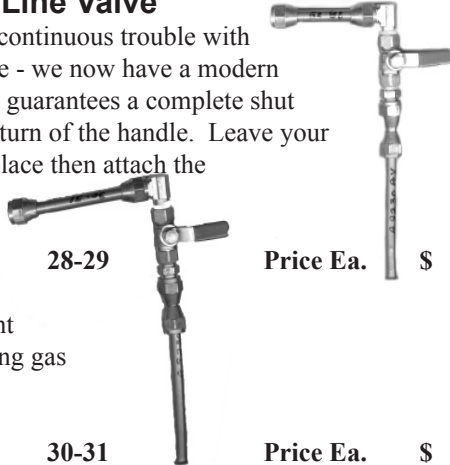 Line Valve
continuous trouble with
e - we now have a modern
guarantees a complete shut
turn of the handle. Leave your
lace then attach the
28-29 Price Ea. $
nt
ng gas
30-31 Price Ea. $